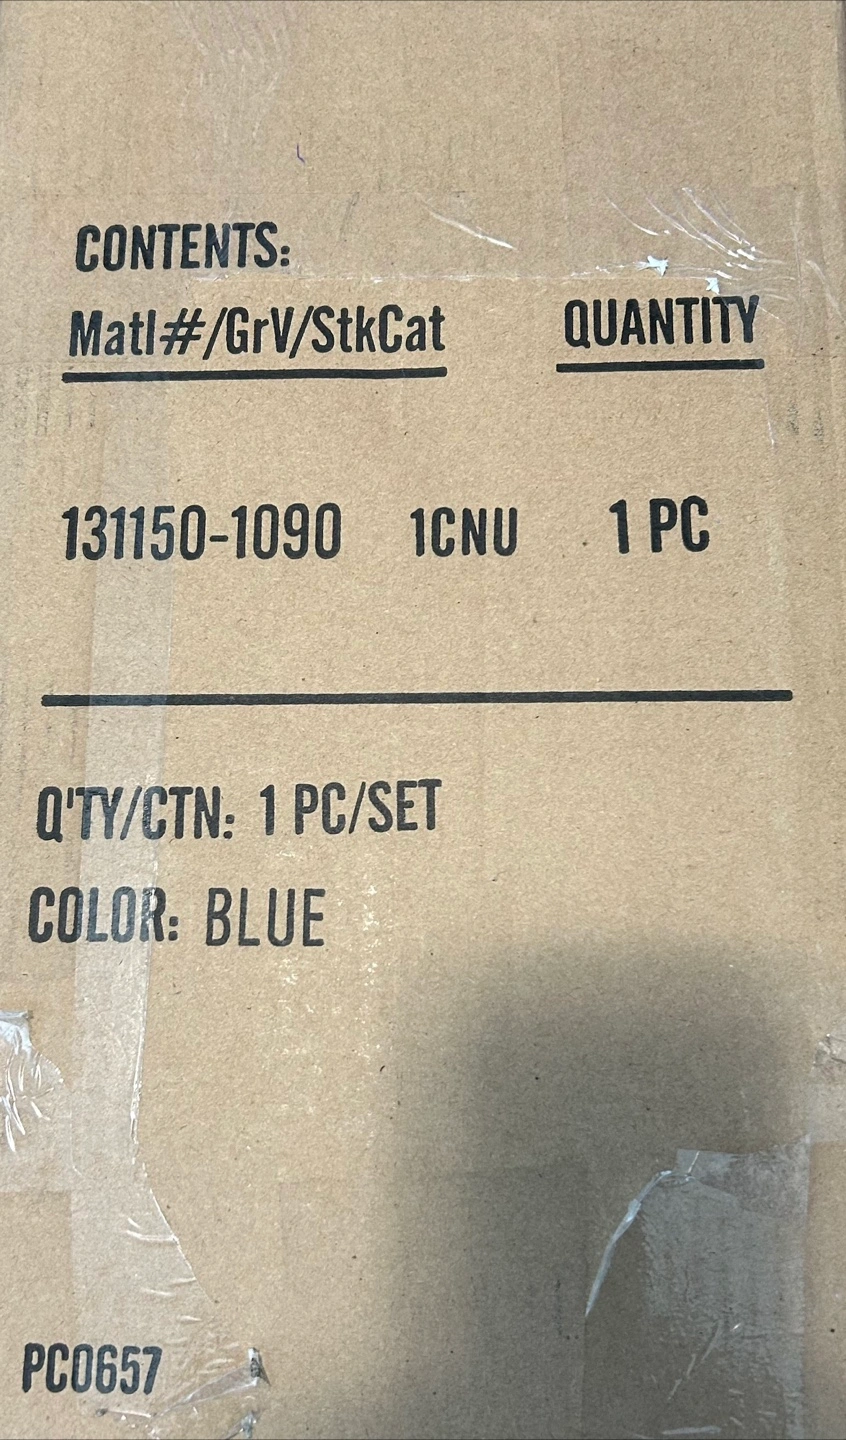 CONTENTS:
Matl#/GrV/StkCat QUANTITY
131150-1090 1CNU 1 PC
Q'TY/CTN: 1 PC/SET
COLOR: BLUE
PC0657